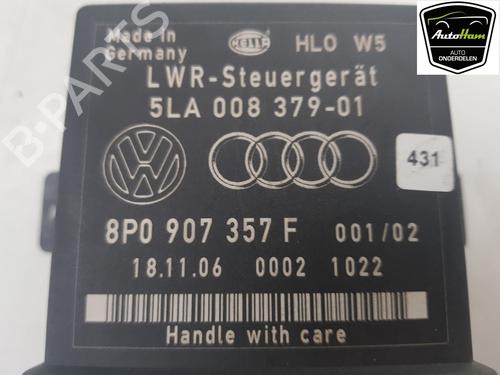 Made in
Germany
HELLA
HLO W5
LWR-Steuergerät
5LA 008 379-01
431
8P0 907 357 F 001/02
18.11.06 0002 1022
Handle with care
AutoHam
AUTO
ONDERDELEN
B-PARTS